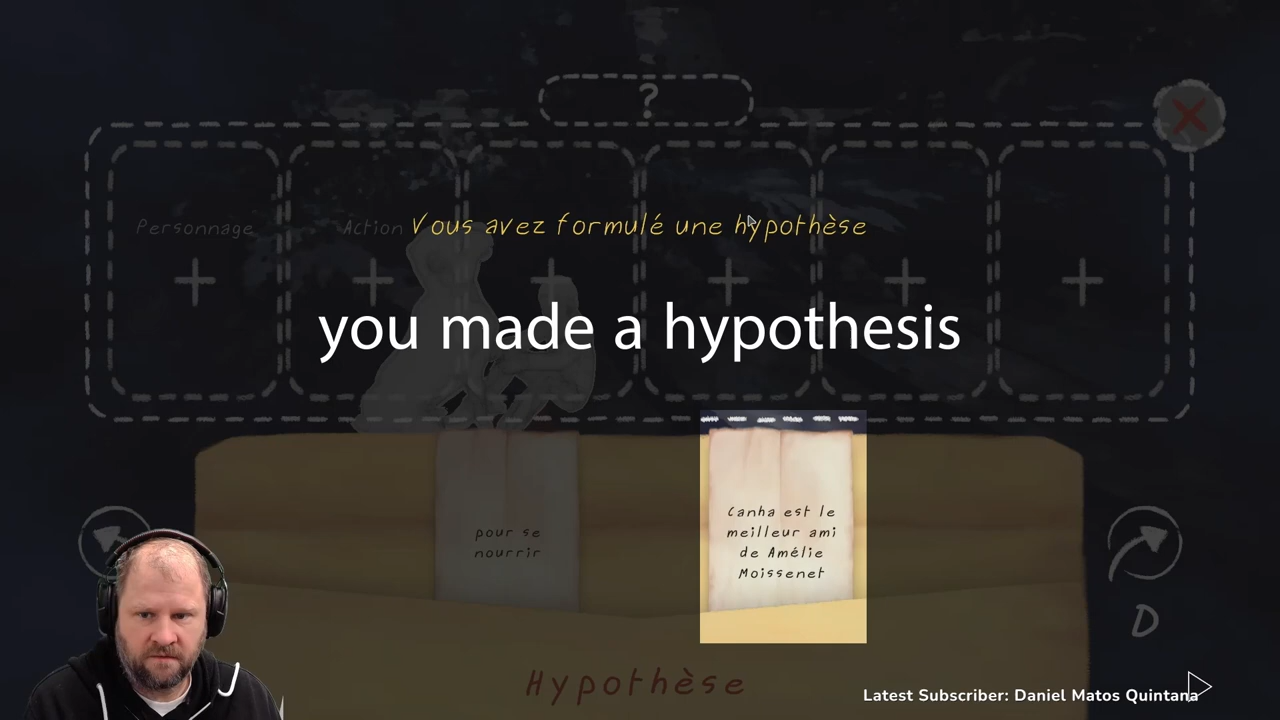 ?
Personnage
Action
Vous avez formulé une hypothèse
you made a hypothesis
pour se
nourrir
Canha est le
meilleur ami
de Amélie
Moissenet
D
Hypothèse
Latest Subscriber: Daniel Matos Quintana